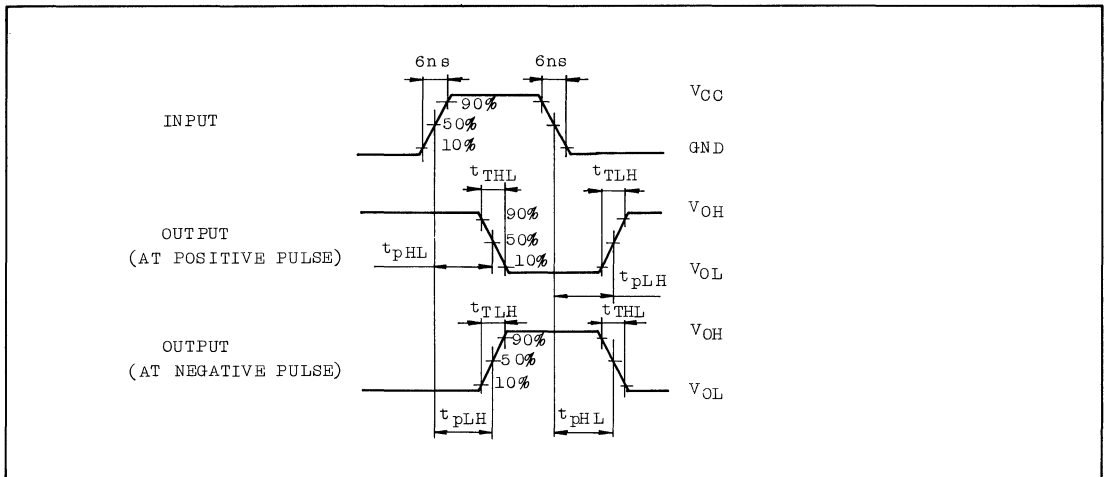 6ns 6ns
INPUT
90%
50%
10%
VCC
GND
tTHL tTLH
OUTPUT
(AT POSITIVE PULSE)
tpHL
90%
50%
10%
VOH
VOL
tpLH
tTLH tTHL
OUTPUT
(AT NEGATIVE PULSE)
90%
50%
10%
VOH
VOL
tpLH tpHL